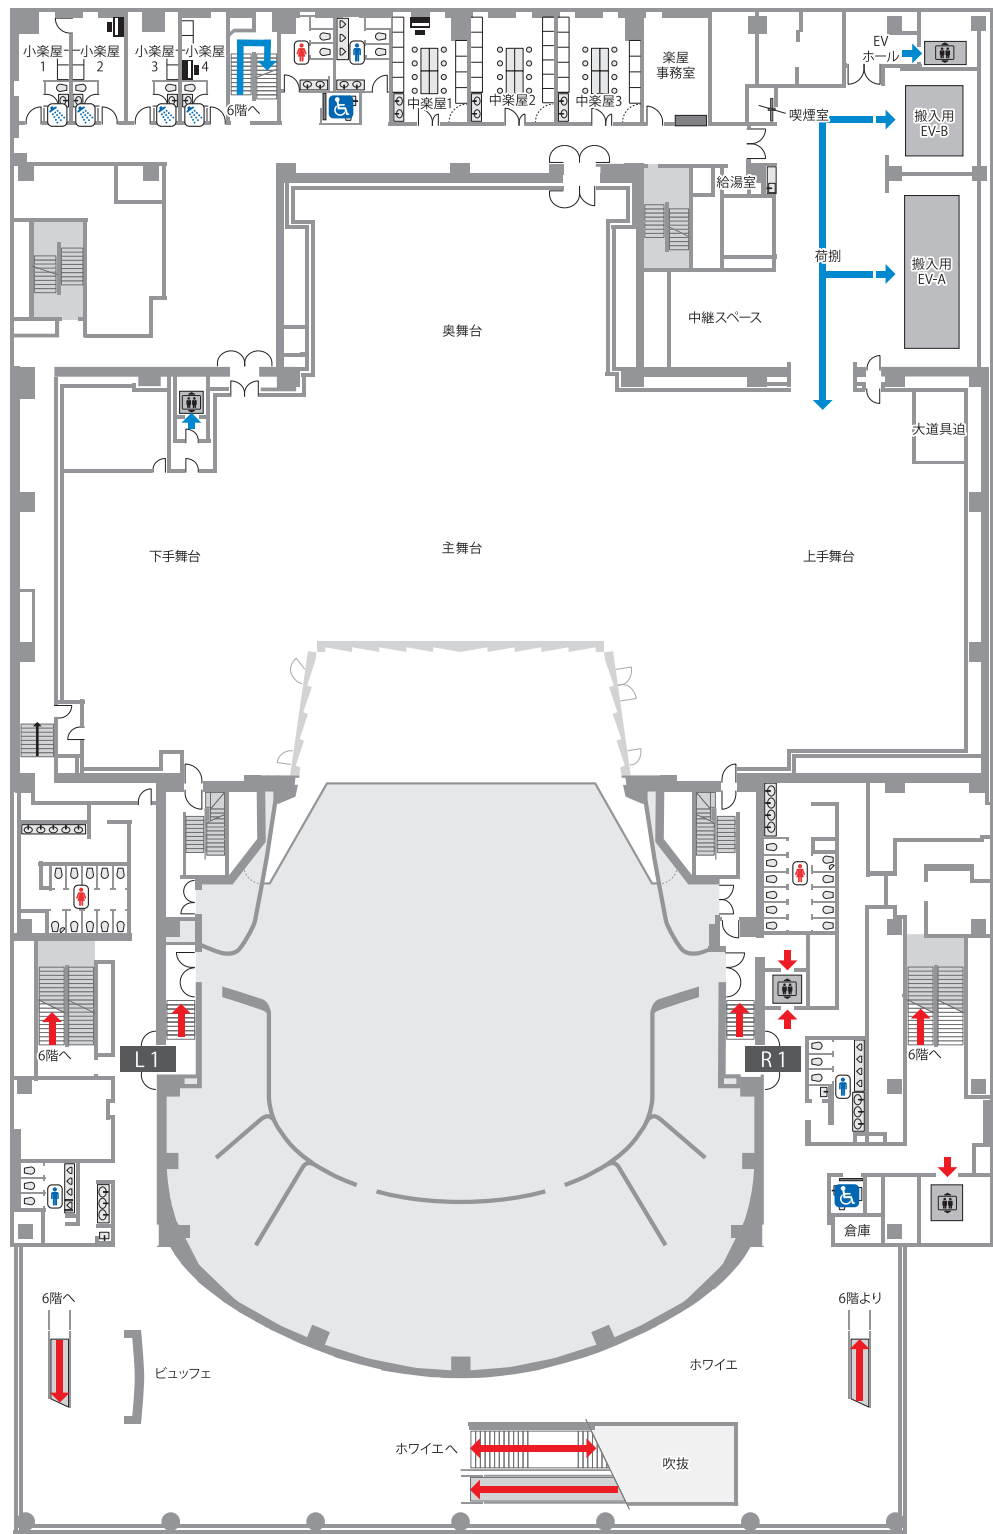 小楽屋
1
小楽屋
2
小楽屋
3
小楽屋
4
6階へ
中楽屋1
中楽屋2
中楽屋3
楽屋
事務室
EV
ホール
喫煙室
搬入用
EV-B
給湯室
荷捌
搬入用
EV-A
中継スペース
奥舞台
大道具迫
下手舞台
主舞台
上手舞台
6階へ
L 1
R 1
6階へ
倉庫
6階へ
6階より
ビュッフェ
ホワイエ
ホワイエへ
吹抜